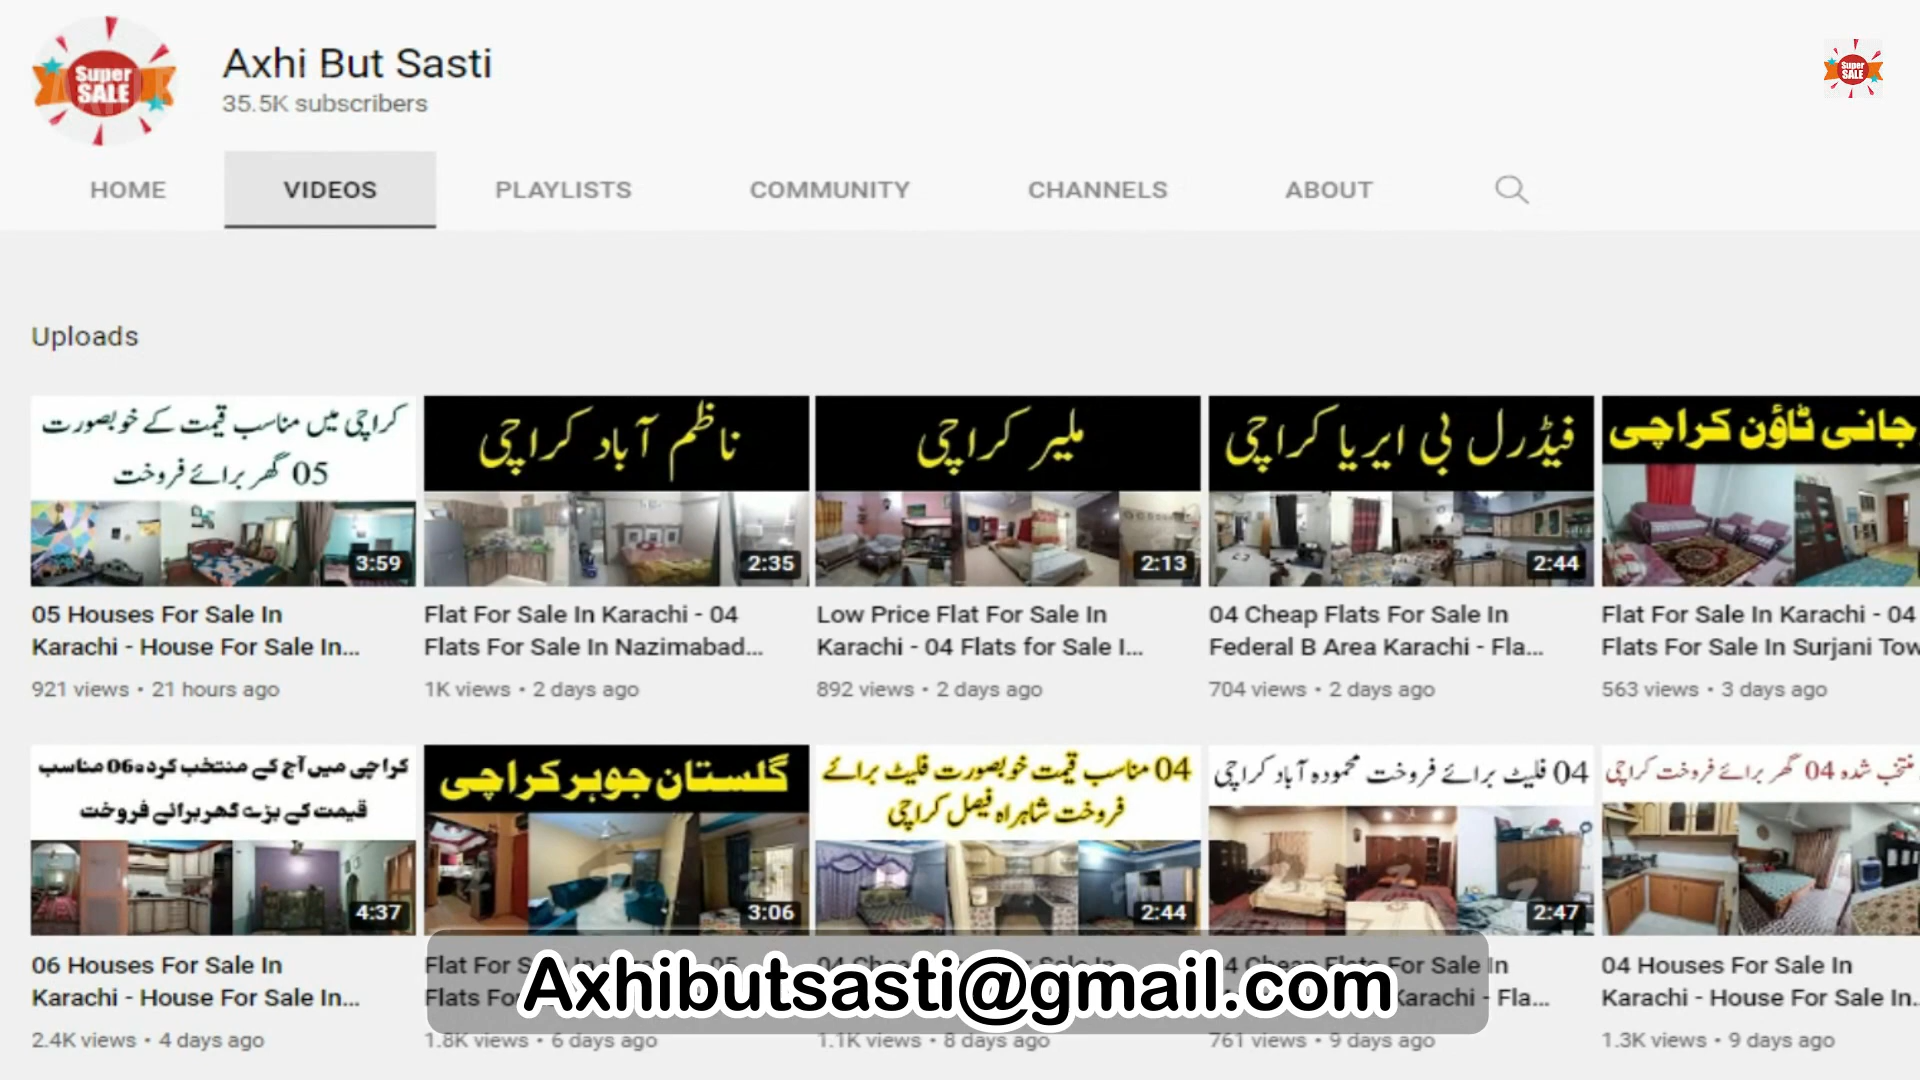 Super
SALE
Axhi But Sasti
35.5K subscribers
Super
SALE
HOME
VIDEOS
PLAYLISTS
COMMUNITY
CHANNELS
ABOUT
Uploads
کراچی میں مناسب قیمت کے خوبصورت
05 گھر برائے فروخت
3:59
ناظم آباد کراچی
2:35
ملیر کراچی
2:13
فیڈرل بی ایریا کراچی
2:44
جانی ٹاؤن کراچی
05 Houses For Sale In
Karachi - House For Sale In...
921 views • 21 hours ago
Flat For Sale In Karachi - 04
Flats For Sale In Nazimabad...
1K views • 2 days ago
Low Price Flat For Sale In
Karachi - 04 Flats for Sale I...
892 views • 2 days ago
04 Cheap Flats For Sale In
Federal B Area Karachi - Fla...
704 views • 2 days ago
Flat For Sale In Karachi - 04
Flats For Sale In Surjani Tow
563 views • 3 days ago
کراچی میں آج کے منتخب کردہ 06 مناسب
قیمت کے بڑے گھر برائے فروخت
4:37
گلستان جوہر کراچی
3:06
04 مناسب قیمت خوبصورت فلیٹ برائے
فروخت شاہراہ فیصل کراچی
2:44
04 فلیٹ برائے فروخت محمودہ آباد کراچی
2:47
منتخب شدہ 04 گھر برائے فروخت کراچی
06 Houses For Sale In
Karachi - House For Sale In...
2.4K views • 4 days ago
Flat For S
Flats Fo
1.8K views • 6 days ago
1.1K views • 8 days ago
For Sale In
Karachi - Fla...
761 views • 9 days ago
04 Houses For Sale In
Karachi - House For Sale In.
1.3K views • 9 days ago
Axhibutsasti@gmail.com